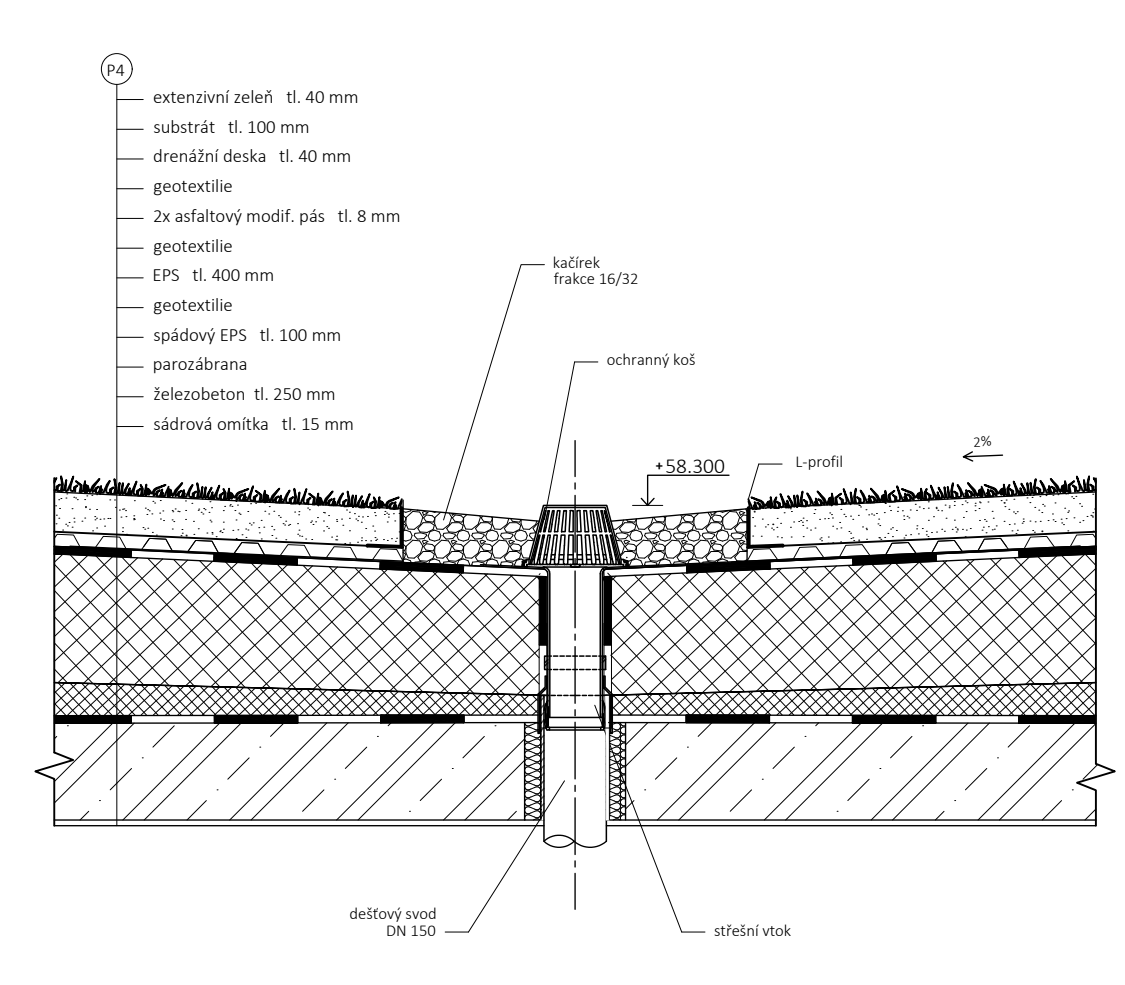 P4
extenzivní zeleň tl. 40 mm
substrát tl. 100 mm
drenážní deska tl. 40 mm
geotextilie
2x asfaltový modif. pás tl. 8 mm
geotextilie
EPS tl. 400 mm
geotextilie
spádový EPS tl. 100 mm
parozábrana
železobeton tl. 250 mm
sádrová omítka tl. 15 mm
kačírek
frakce 16/32
ochranný koš
+58.300
L-profil
2%
dešťový svod
DN 150
střešní vtok